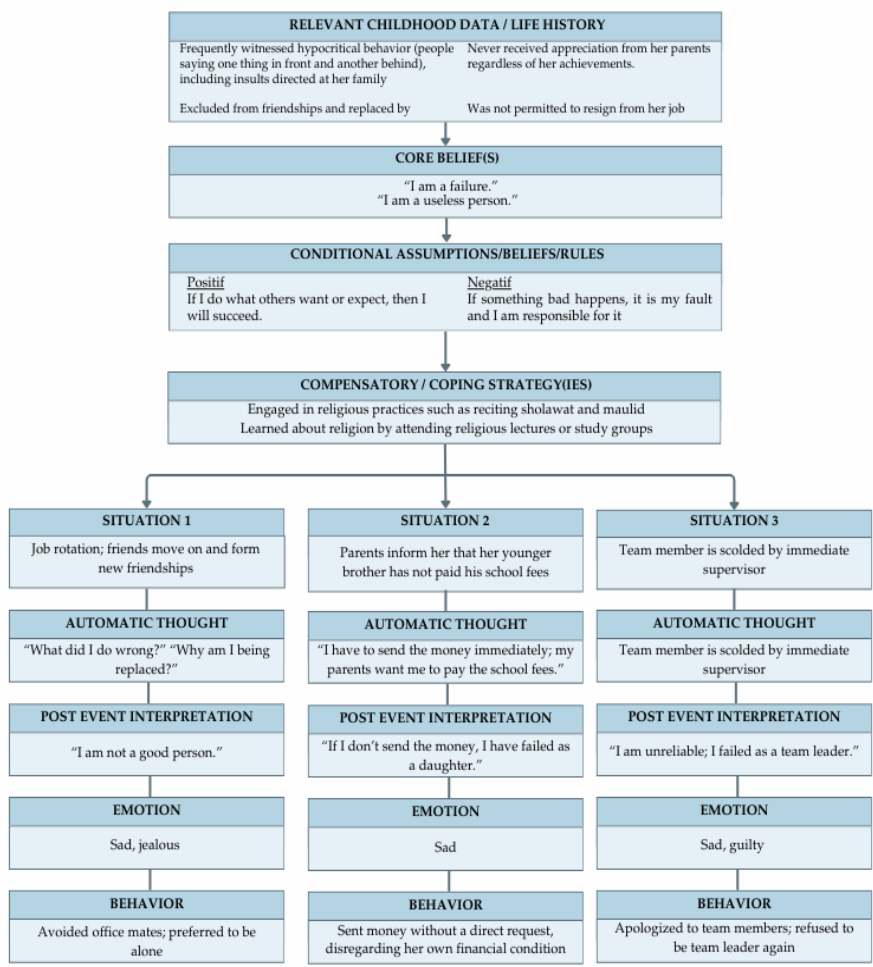 RELEVANT CHILDHOOD DATA / LIFE HISTORY
Frequently witnessed hypocritical behavior (people
saying one thing in front and another behind),
including insults directed at her family
Excluded from friendships and replaced by
Never received appreciation from her parents
regardless of her achievements.
Was not permitted to resign from her job
CORE BELIEF(S)
“I am a failure.”
“I am a useless person.”
CONDITIONAL ASSUMPTIONS/BELIEFS/RULES
Positif
If I do what others want or expect, then I
will succeed.
Negatif
If something bad happens, it is my fault
and I am responsible for it
COMPENSATORY / COPING STRATEGY(IES)
Engaged in religious practices such as reciting sholawat and maulid
Learned about religion by attending religious lectures or study groups
SITUATION 1
Job rotation; friends move on and form
new friendships
AUTOMATIC THOUGHT
“What did I do wrong?” “Why am I being
replaced?”
POST EVENT INTERPRETATION
“I am not a good person.”
EMOTION
Sad, jealous
BEHAVIOR
Avoided office mates; preferred to be
alone
SITUATION 2
Parents inform her that her younger
brother has not paid his school fees
AUTOMATIC THOUGHT
“I have to send the money immediately; my
parents want me to pay the school fees.”
POST EVENT INTERPRETATION
“If I don’t send the money, I have failed as
a daughter.”
EMOTION
Sad
BEHAVIOR
Sent money without a direct request,
disregarding her own financial condition
SITUATION 3
Team member is scolded by immediate
supervisor
AUTOMATIC THOUGHT
Team member is scolded by immediate
supervisor
POST EVENT INTERPRETATION
“I am unreliable; I failed as a team leader.”
EMOTION
Sad, guilty
BEHAVIOR
Apologized to team members; refused to
be team leader again